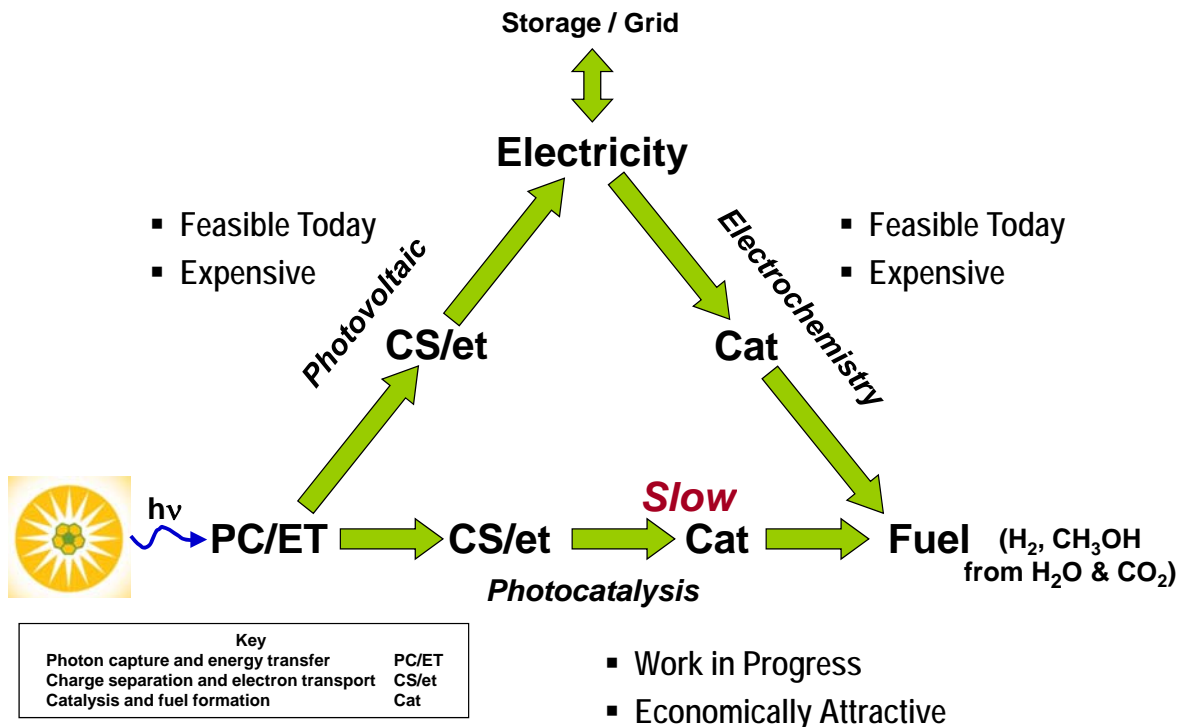 Storage / Grid
Electricity
▪ Feasible Today
▪ Expensive
Photovoltaic
Electrochemistry
▪ Feasible Today
▪ Expensive
CS/et
Cat
hν
PC/ET
CS/et
Slow
Cat
Fuel
(H₂, CH₃OH
from H₂O & CO₂)
Photocatalysis
Key
Photon capture and energy transfer PC/ET
Charge separation and electron transport CS/et
Catalysis and fuel formation Cat
▪ Work in Progress
▪ Economically Attractive